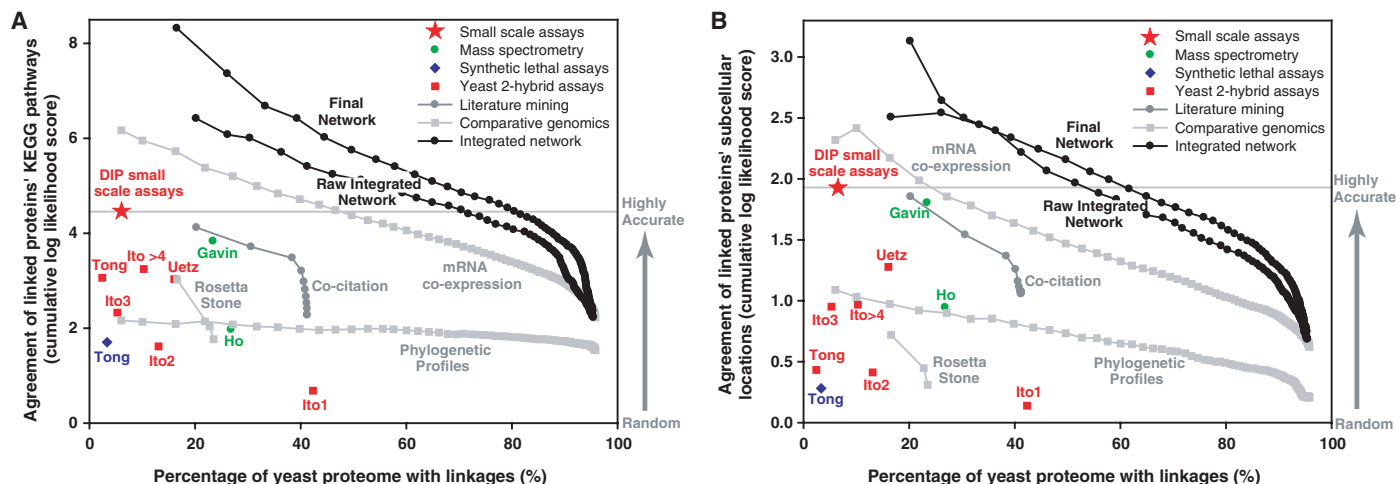 A
Agreement of linked proteins' KEGG pathways
(cumulative log likelihood score)
8
6
4
2
0
0
20
40
60
80
100
Percentage of yeast proteome with linkages (%)
Small scale assays
Mass spectrometry
Synthetic lethal assays
Yeast 2-hybrid assays
Literature mining
Comparative genomics
Integrated network
Final
Network
Raw Integrated
Network
DIP small
scale assays
Highly
Accurate
Gavin
Tong
Ito >4
Uetz
Rosetta
Stone
Co-citation
mRNA
co-expression
Ito3
Ho
Tong
Ito2
Phylogenetic
Profiles
Ito1
Random
B
Agreement of linked proteins' subcellular
locations (cumulative log likelihood score)
3.0
2.5
2.0
1.5
1.0
0.5
0.0
0
20
40
60
80
100
Percentage of yeast proteome with linkages (%)
Small scale assays
Mass spectrometry
Synthetic lethal assays
Yeast 2-hybrid assays
Literature mining
Comparative genomics
Integrated network
Final
Network
mRNA
co-expression
DIP small
scale assays
Highly
Accurate
Gavin
Raw Integrated
Network
Uetz
Co-citation
Ho
Ito3
Ito>4
Tong
Rosetta
Stone
Phylogenetic
Profiles
Ito2
Tong
Ito1
Random